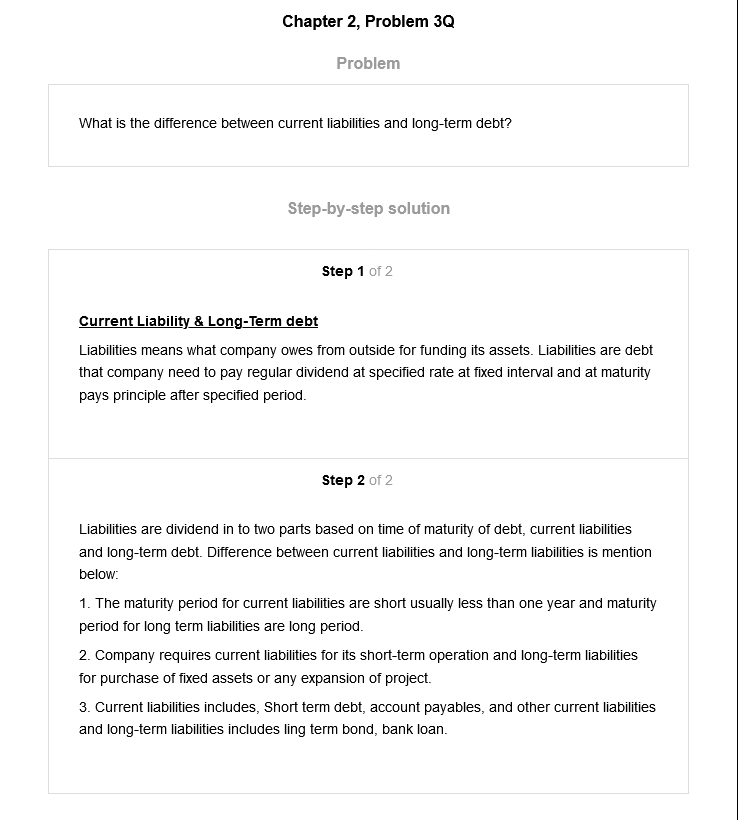 Chapter 2, Problem 3Q
Problem
What is the difference between current liabilities and long-term debt?
Step-by-step solution
Step 1 of 2
Current Liability & Long-Term debt
Liabilities means what company owes from outside for funding its assets. Liabilities are debt
that company need to pay regular dividend at specified rate at fixed interval and at maturity
pays principle after specified period.
Step 2 of 2
Liabilities are dividend in to two parts based on time of maturity of debt, current liabilities
and long-term debt. Difference between current liabilities and long-term liabilities is mention
below:
1. The maturity period for current liabilities are short usually less than one year and maturity
period for long term liabilities are long period.
2. Company requires current liabilities for its short-term operation and long-term liabilities
for purchase of fixed assets or any expansion of project.
3. Current liabilities includes, Short term debt, account payables, and other current liabilities
and long-term liabilities includes ling term bond, bank loan.